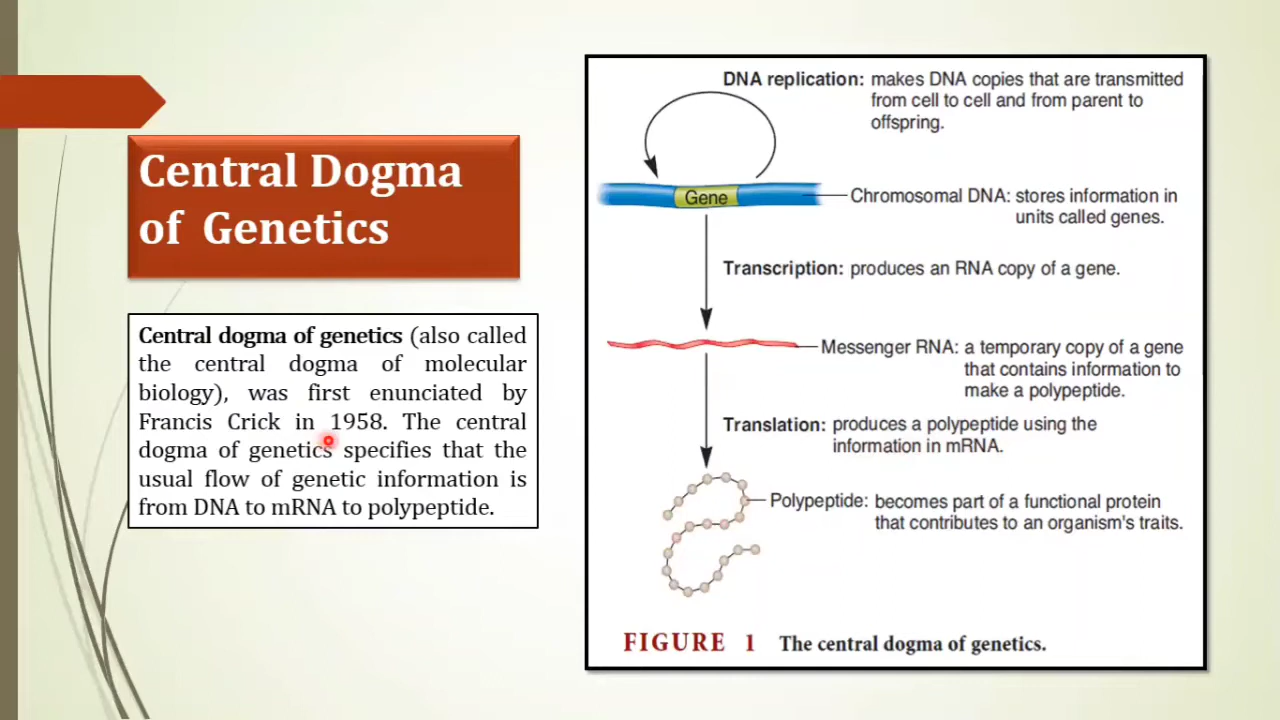 Central Dogma
of Genetics
Central dogma of genetics (also called
the central dogma of molecular
biology), was first enunciated by
Francis Crick in 1958. The central
dogma of genetics specifies that the
usual flow of genetic information is
from DNA to mRNA to polypeptide.
DNA replication: makes DNA copies that are transmitted
from cell to cell and from parent to
offspring.
Gene
Chromosomal DNA: stores information in
units called genes.
Transcription: produces an RNA copy of a gene.
Messenger RNA: a temporary copy of a gene
that contains information to
make a polypeptide.
Translation: produces a polypeptide using the
information in mRNA.
Polypeptide: becomes part of a functional protein
that contributes to an organism's traits.
FIGURE 1 The central dogma of genetics.